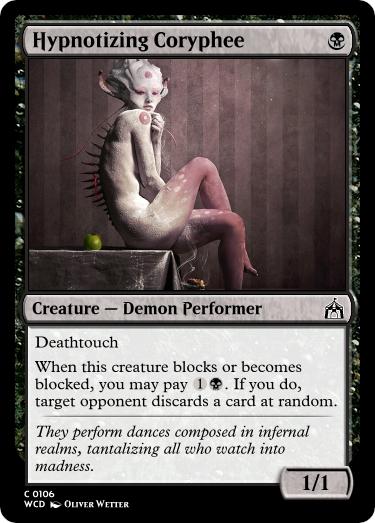 Hypnotizing Coryphee
Creature — Demon Performer
Deathtouch
When this creature blocks or becomes
blocked, you may pay 1. If you do,
target opponent discards a card at random.
They perform dances composed in infernal
realms, tantalizing all who watch into
madness.
1/1
C 0106
WCD OLIVER WETTER